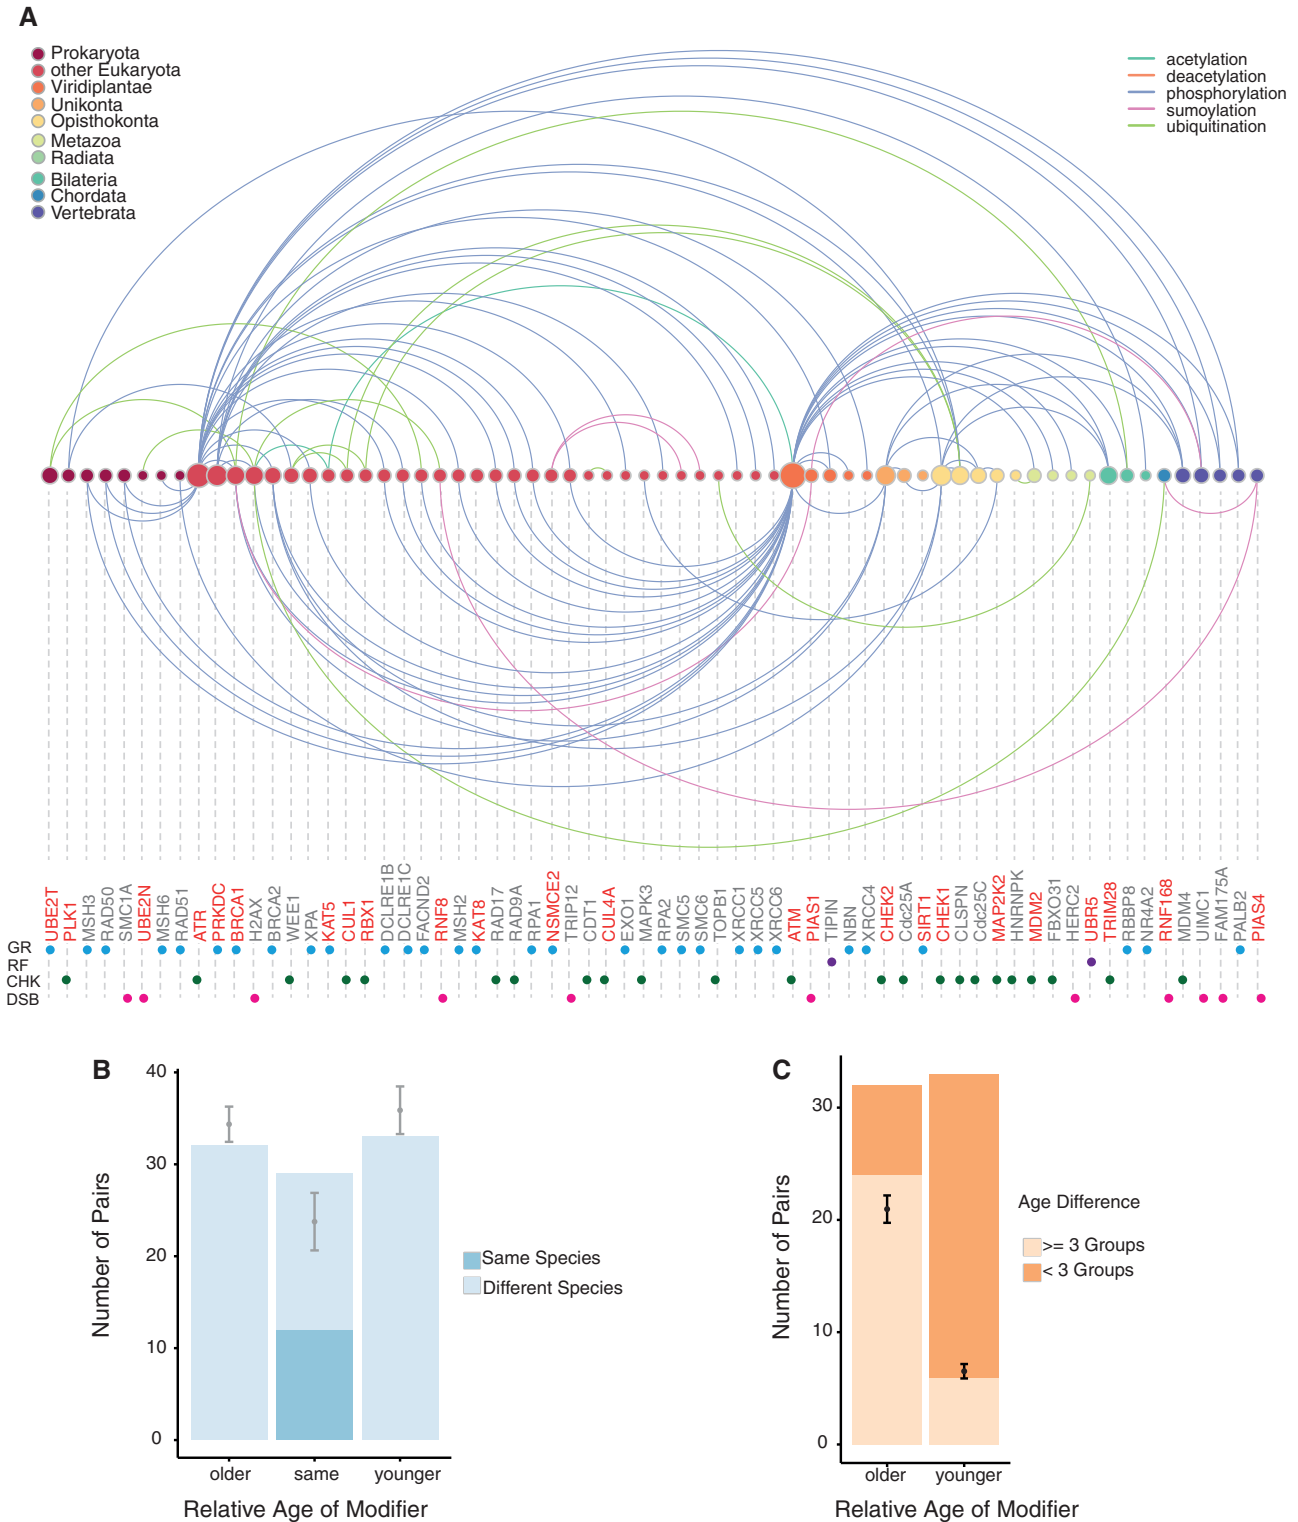 A
Prokaryota
other Eukaryota
Viridiplantae
Unikonta
Opisthokonta
Metazoa
Radiata
Bilateria
Chordata
Vertebrata
acetylation
deacetylation
phosphorylation
sumoylation
ubiquitination
UBE2T
PLK1
MSH3
RAD50
SMC1A
UBE2N
MSH6
RAD51
ATR
PRKDC
BRCA1
H2AX
BRCA2
WEE1
XPA
KAT5
CUL1
RBX1
DCLRE1B
DCLRE1C
FACND2
RNF8
MSH2
KAT8
RAD17
RAD9A
RPA1
NSMCE2
TRIP12
CDT1
CUL4A
EXO1
MAPK3
RPA2
SMC5
SMC6
TOPB1
XRCC1
XRCC5
XRCC6
ATM
PIAS1
TIPIN
NBN
XRCC4
CHEK2
Cdc25A
SIRT1
CHEK1
CLSPN
Cdc25C
MAP2K2
HNRNPK
MDM2
FBXO31
HERC2
UBR5
TRIM28
RBBP8
NR4A2
RNF168
MDM4
UIMC1
FAM175A
PALB2
PIAS4
GR
RF
CHK
DSB
B
Number of Pairs
40
30
20
10
0
older same younger
Relative Age of Modifier
Same Species
Different Species
C
Number of Pairs
30
20
10
0
older younger
Relative Age of Modifier
Age Difference
>= 3 Groups
< 3 Groups